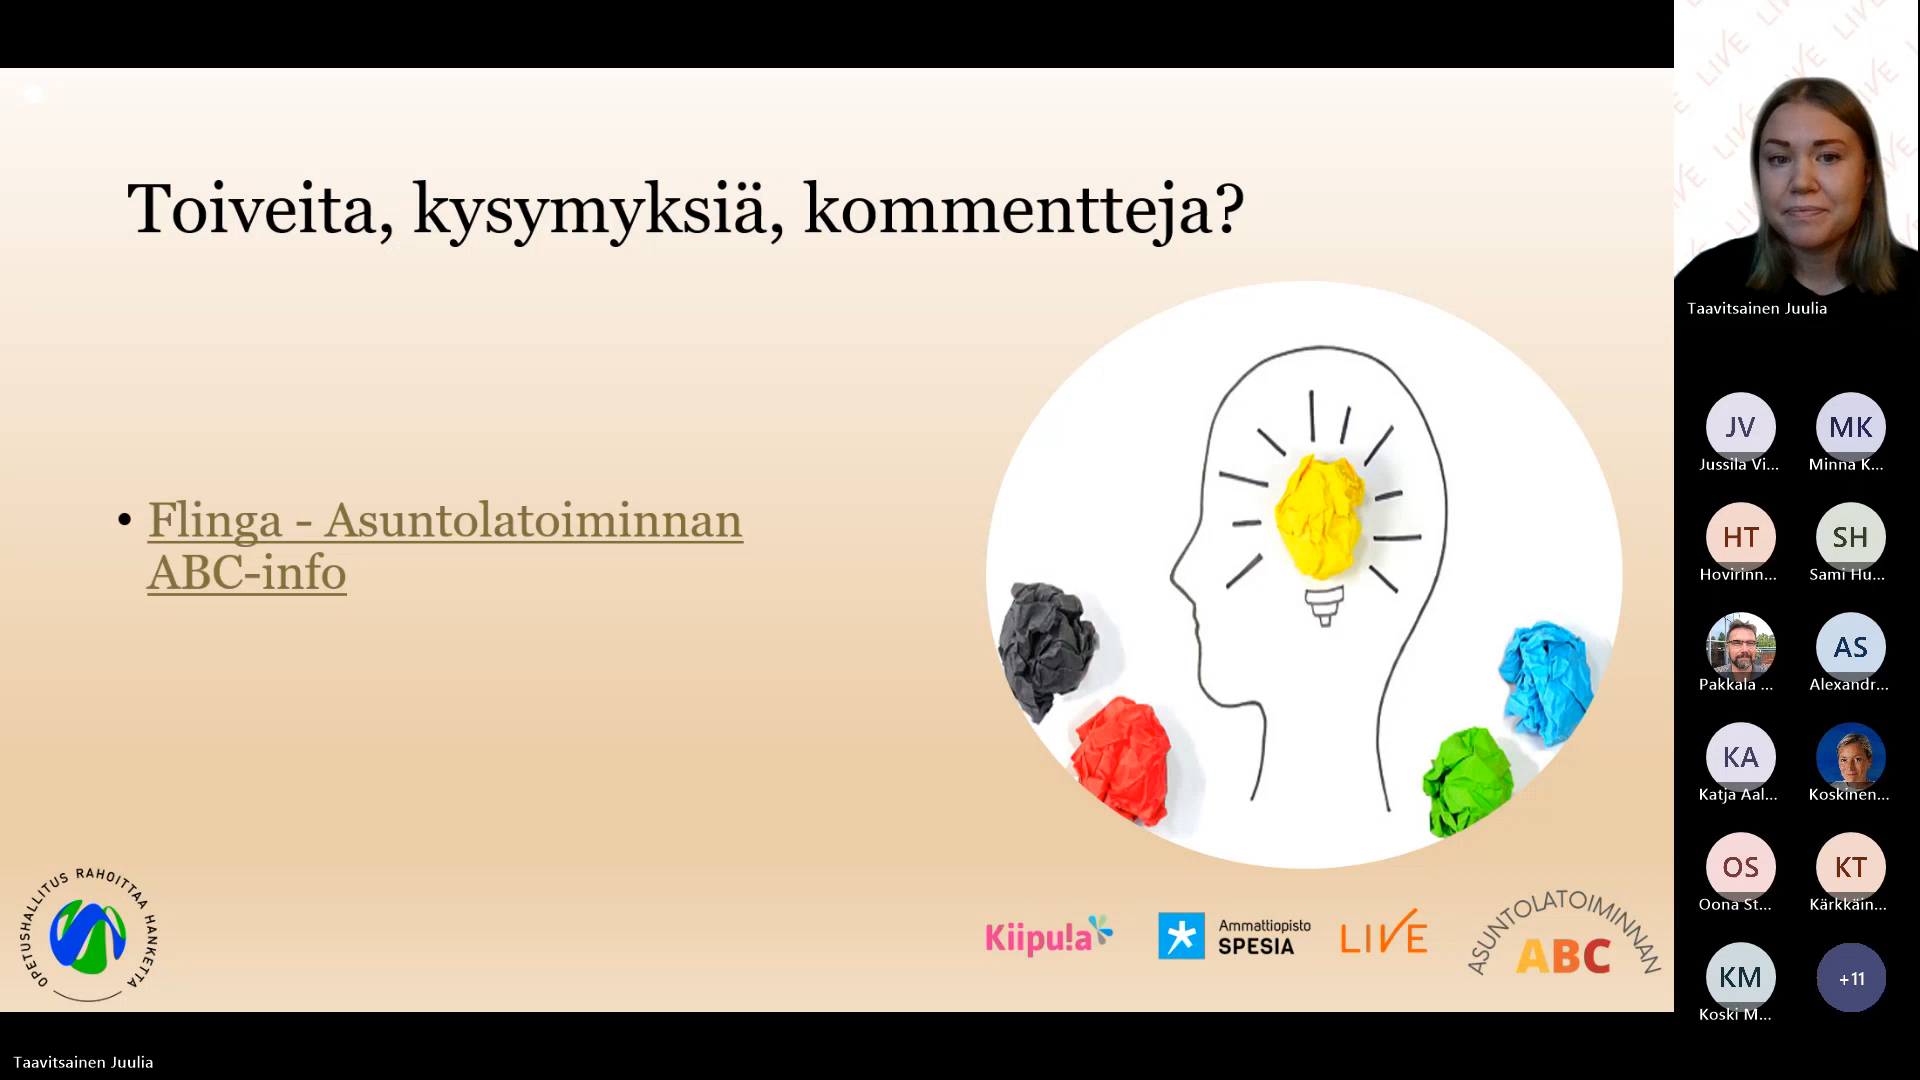 Toiveita, kysymyksiä, kommentteja?
• Flinga - Asuntolatoiminnan
ABC-info
OPETUSHALLITUS RAHOITTAA HANKETTA
Kiipula
Ammattiopisto
SPESIA
LIVE
ASUNTOLATOIMINNAN
ABC
Taavitsainen Juulia
LIVE
Taavitsainen Juulia
JV
MK
Jussila Vi...
Minna K...
HT
SH
Hovirinn...
Sami Hu...
AS
Pakkala ...
Alexandr...
KA
Katja Aal...
Koskinen...
OS
KT
Oona St...
Kärkkäin...
KM
+11
Koski M...